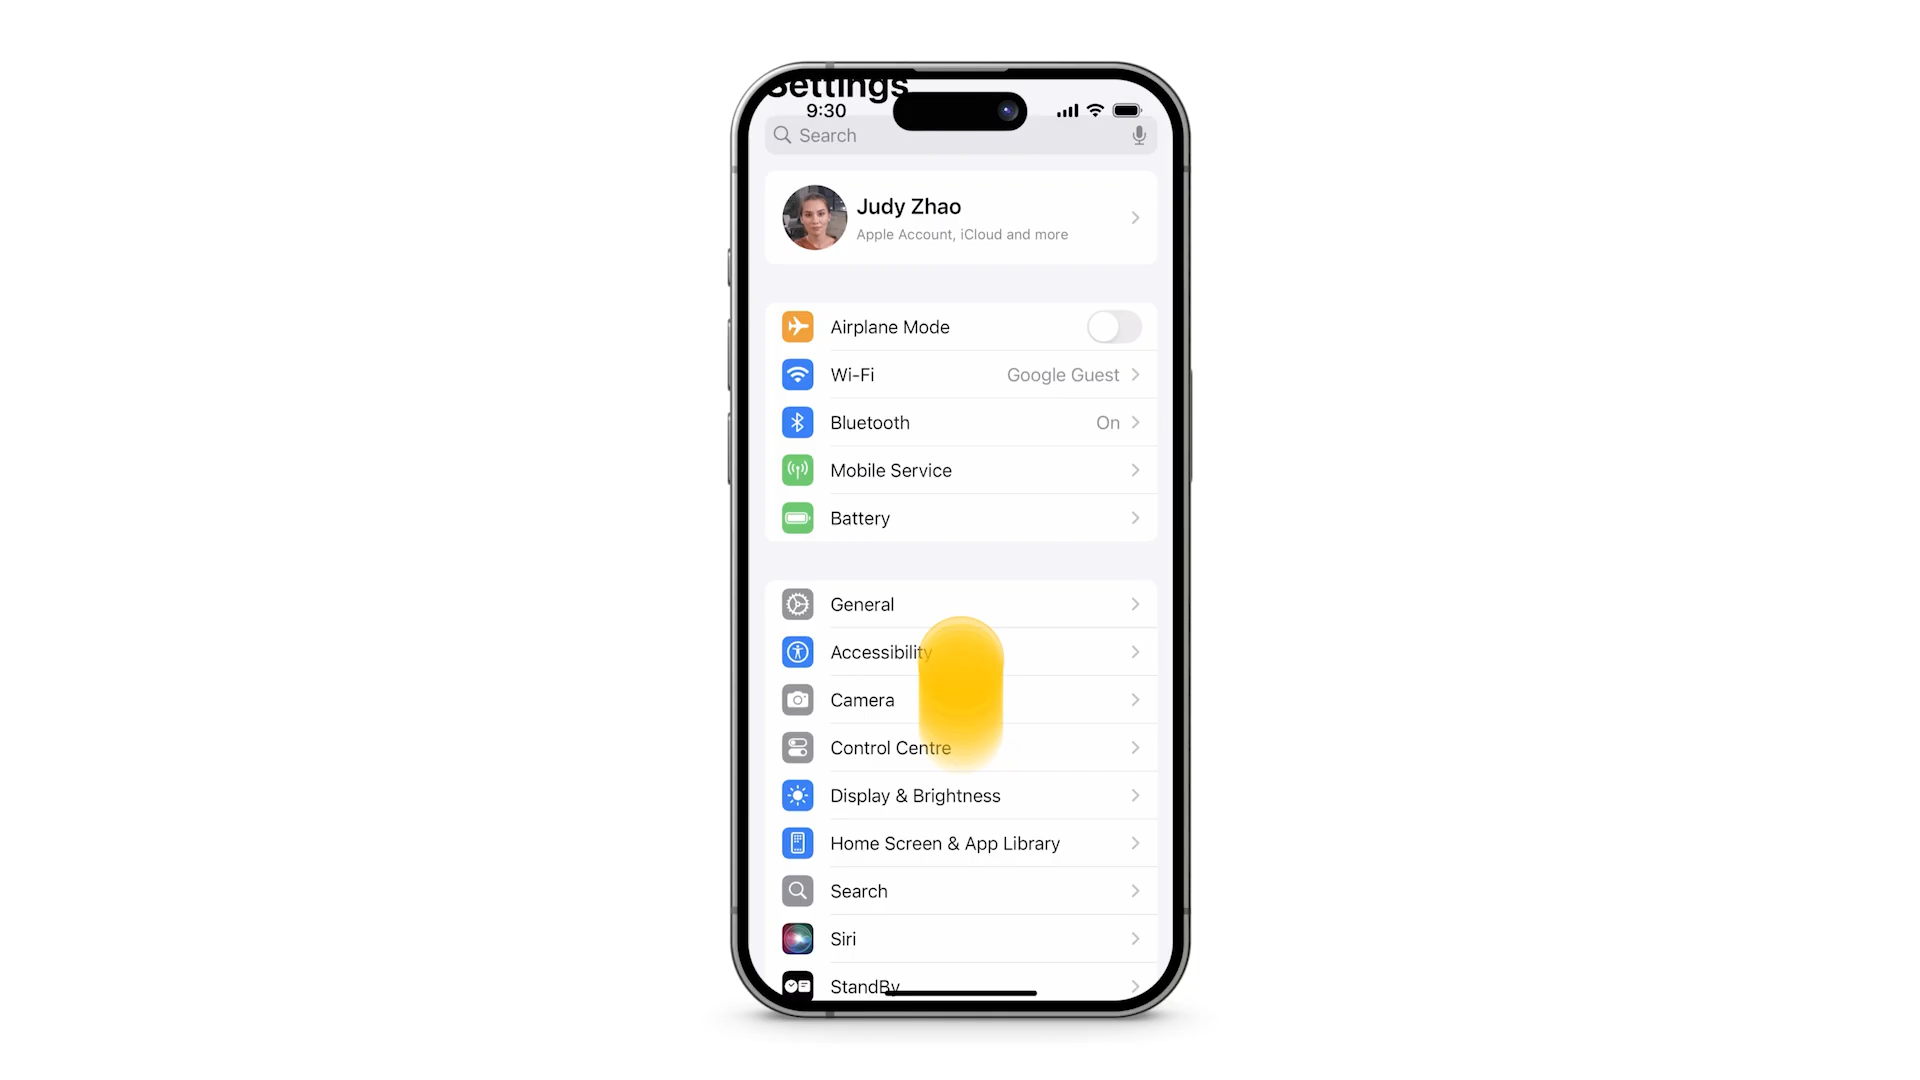 Settings
9:30
Search
Judy Zhao
Apple Account, iCloud and more
Airplane Mode
Wi-Fi Google Guest
Bluetooth On
Mobile Service
Battery
General
Accessibility
Camera
Control Centre
Display & Brightness
Home Screen & App Library
Search
Siri
StandBy